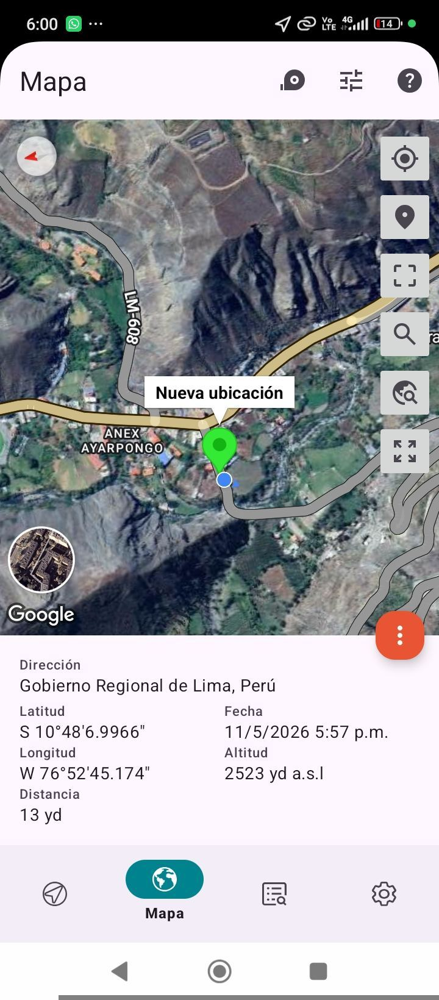 6:00
Vo
LTE
4G
14
Mapa
LM-608
ra
Nueva ubicación
ANEX
AYARPONGO
Google
Dirección
Gobierno Regional de Lima, Perú
Latitud
Fecha
S 10°48'6.9966"
11/5/2026 5:57 p.m.
Longitud
Altitud
W 76°52'45.174"
2523 yd a.s.l
Distancia
13 yd
Mapa